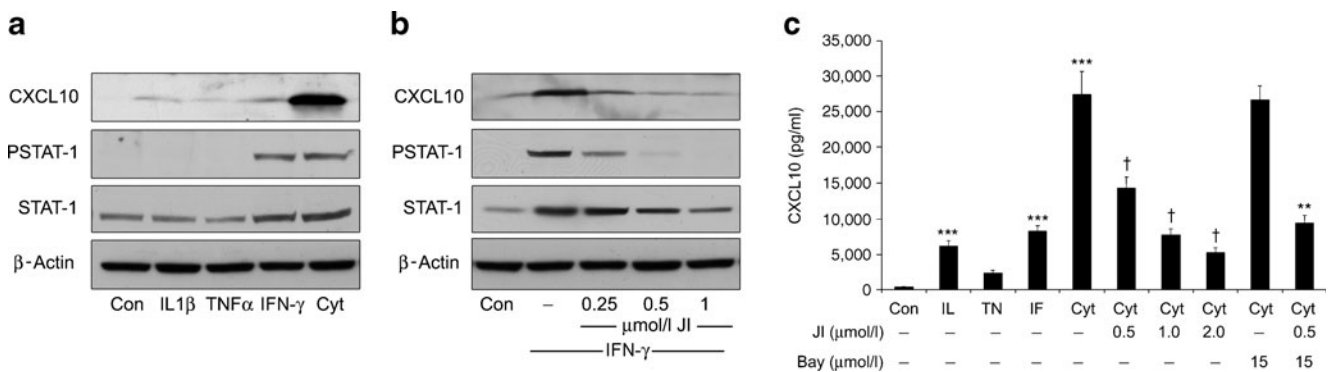 a
CXCL10
PSTAT-1
STAT-1
β-Actin
Con IL1β TNFα IFN-γ Cyt
b
CXCL10
PSTAT-1
STAT-1
β-Actin
Con – 0.25 0.5 1
μmol/l JI
IFN-γ
c
CXCL10 (pg/ml)
35,000
30,000
25,000
20,000
15,000
10,000
5,000
0
*** *** *** † † † **
Con IL TN IF Cyt Cyt Cyt Cyt Cyt Cyt
JI (μmol/l) – – – – – 0.5 1.0 2.0 – 0.5
Bay (μmol/l) – – – – – – – – 15 15